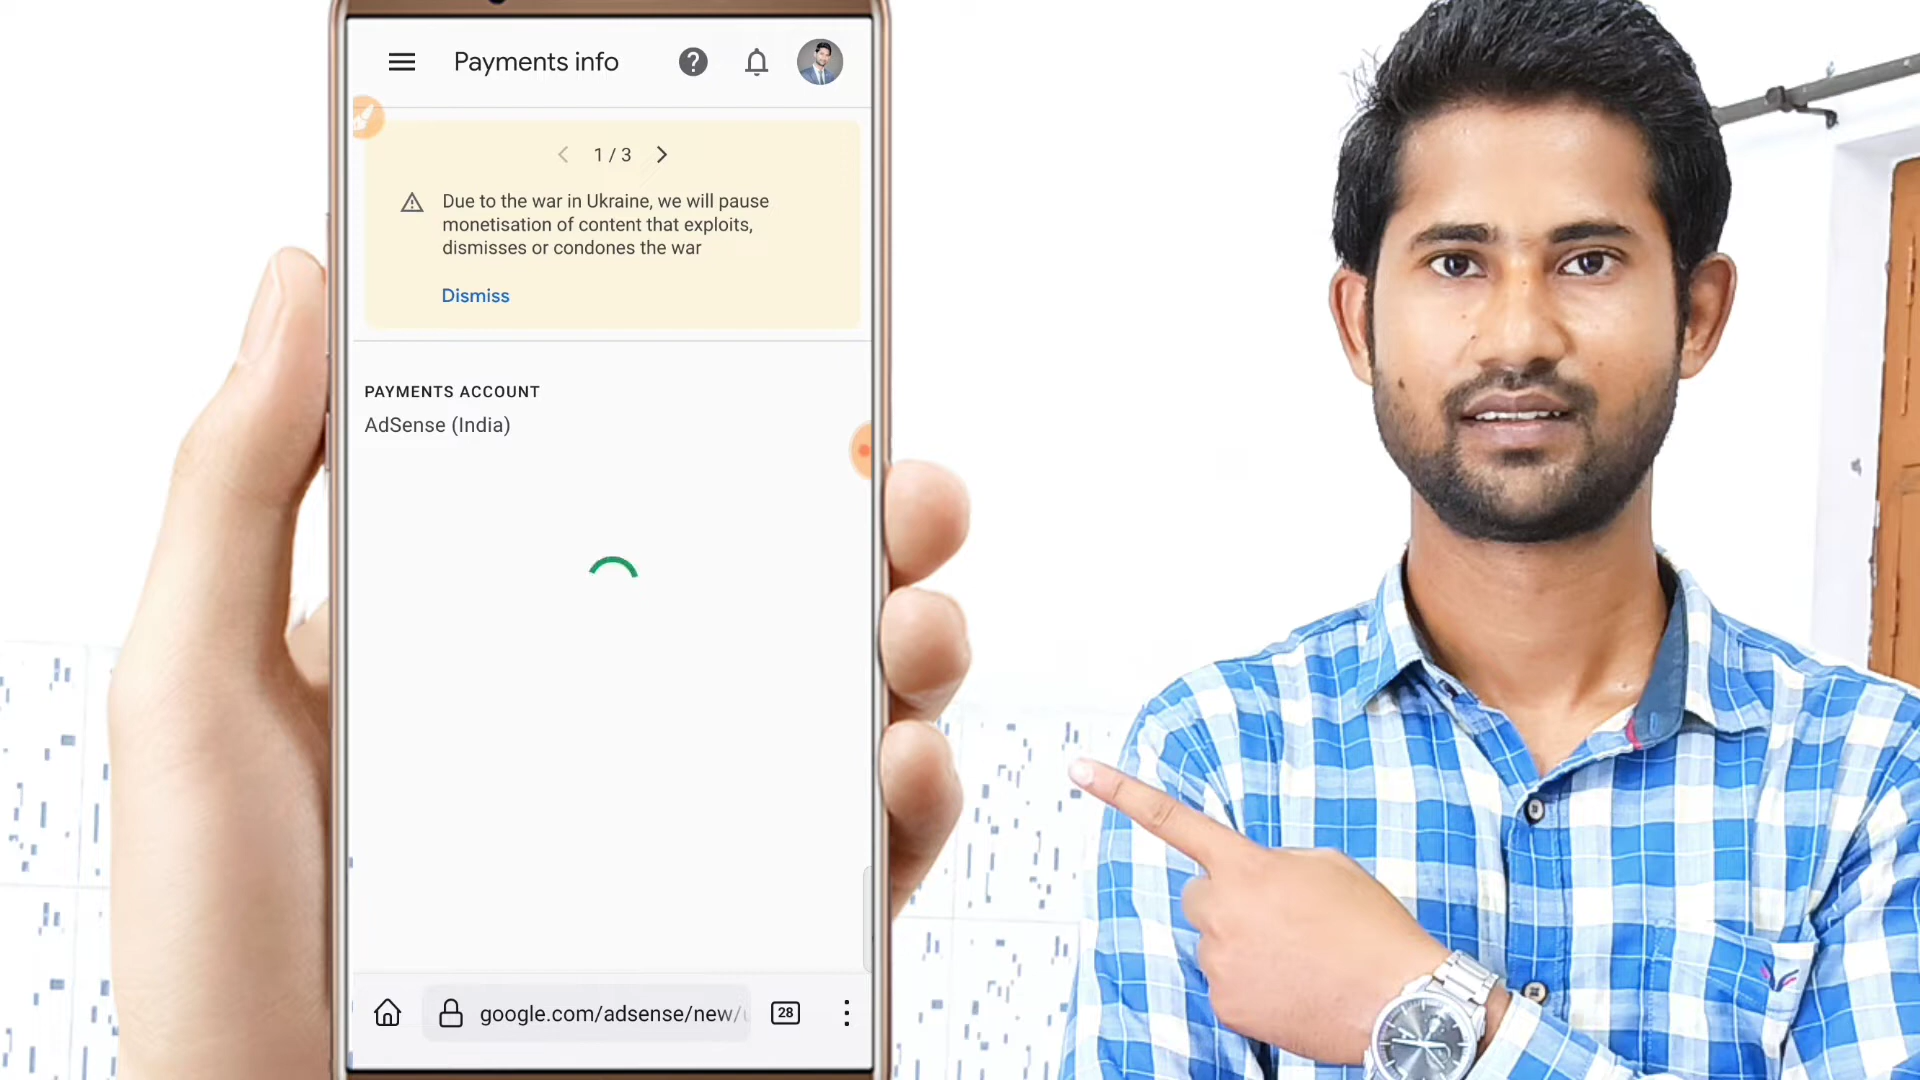 Payments info
1 / 3
Due to the war in Ukraine, we will pause
monetisation of content that exploits,
dismisses or condones the war
Dismiss
PAYMENTS ACCOUNT
AdSense (India)
google.com/adsense/new/
28